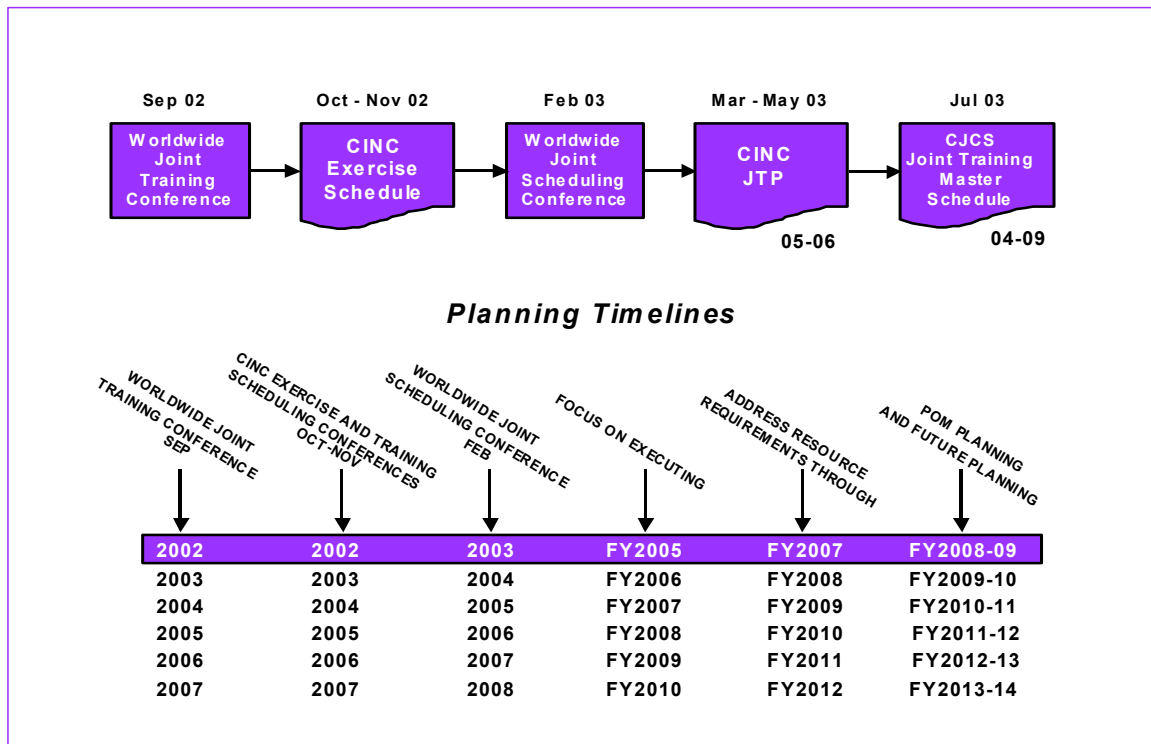 Sep 02
Oct - Nov 02
Feb 03
Mar - May 03
Jul 03
Worldwide
Joint
Training
Conference
CINC
Exercise
Schedule
Worldwide
Joint
Scheduling
Conference
CINC
JTP
CJCS
Joint Training
Master
Schedule
05-06
04-09
Planning Timelines
WORLDWIDE JOINT
TRAINING CONFERENCE
SEP
CINC EXERCISE AND TRAINING
SCHEDULING CONFERENCES
OCT-NOV
WORLDWIDE JOINT
SCHEDULING CONFERENCE
FEB
FOCUS ON EXECUTING
ADDRESS RESOURCE
REQUIREMENTS THROUGH
POM PLANNING
AND FUTURE PLANNING
2002 2002 2003 FY2005 FY2007 FY2008-09
2003 2003 2004 FY2006 FY2008 FY2009-10
2004 2004 2005 FY2007 FY2009 FY2010-11
2005 2005 2006 FY2008 FY2010 FY2011-12
2006 2006 2007 FY2009 FY2011 FY2012-13
2007 2007 2008 FY2010 FY2012 FY2013-14